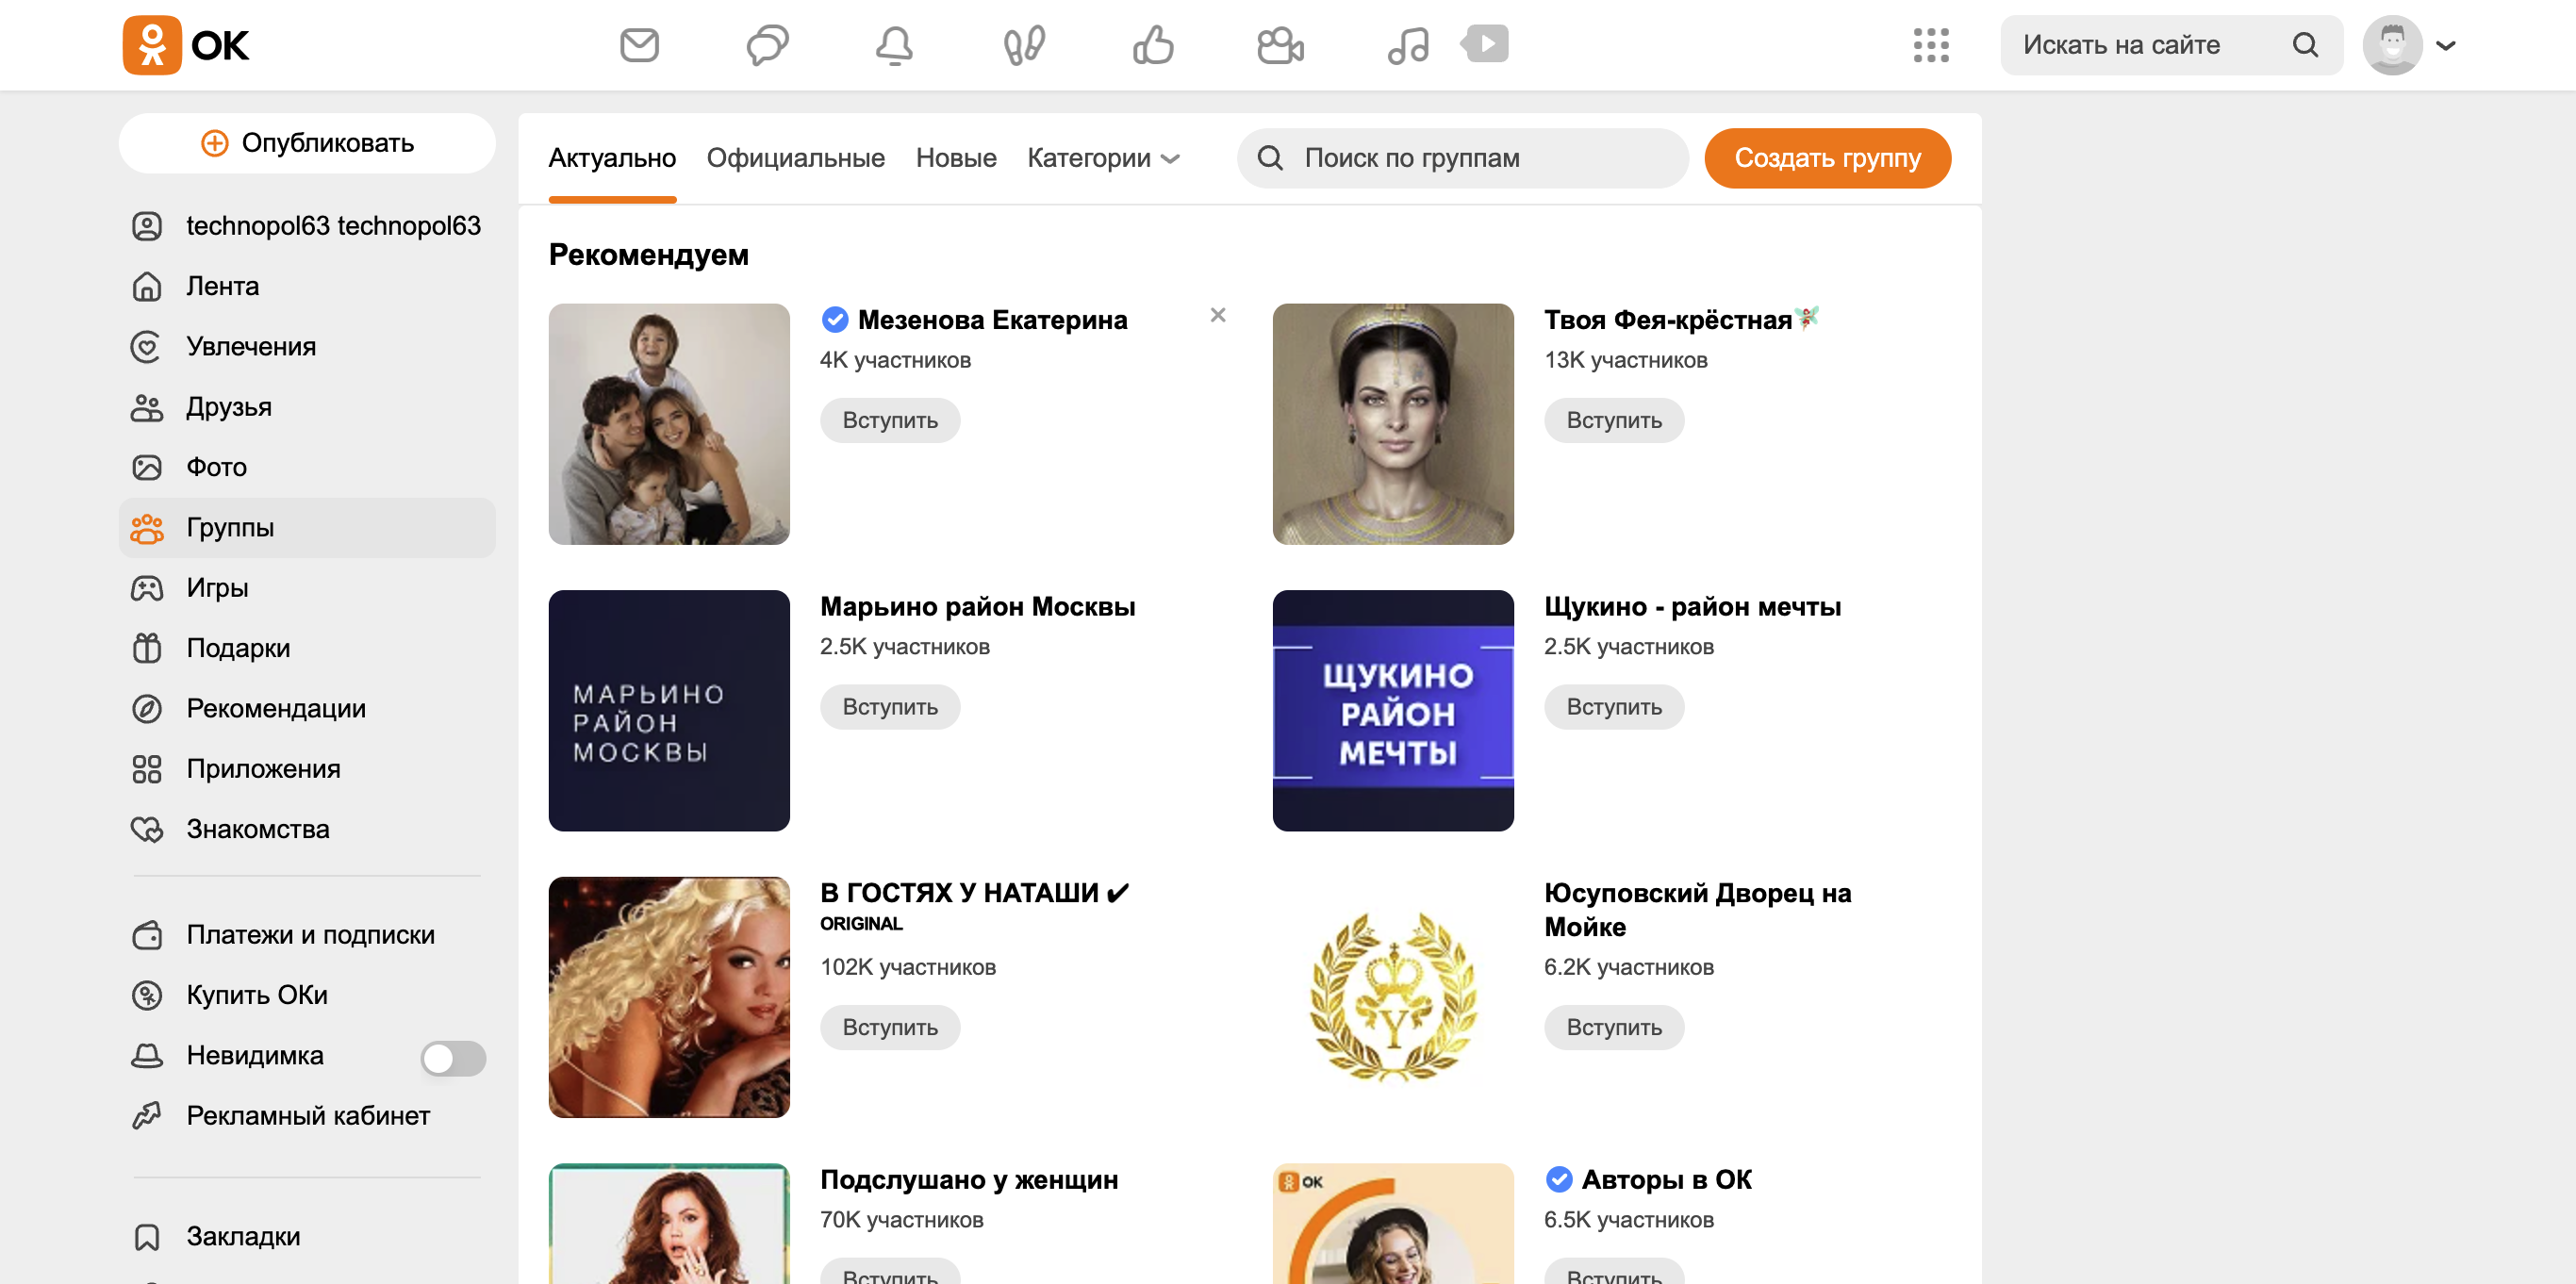 ОК
Искать на сайте
Опубликовать
Актуально
Официальные
Новые
Категории
Поиск по группам
Создать группу
technopol63 technopol63
Лента
Увлечения
Друзья
Фото
Группы
Игры
Подарки
Рекомендации
Приложения
Знакомства
Платежи и подписки
Купить ОКи
Невидимка
Рекламный кабинет
Закладки
Рекомендуем
Мезенова Екатерина
4K участников
Вступить
Твоя Фея-крёстная
13K участников
Вступить
МАРЬИНО
РАЙОН
МОСКВЫ
Марьино район Москвы
2.5K участников
Вступить
ЩУКИНО
РАЙОН
МЕЧТЫ
Щукино - район мечты
2.5K участников
Вступить
В ГОСТЯХ У НАТАШИ ✔
ORIGINAL
102K участников
Вступить
Y
Юсуповский Дворец на
Мойке
6.2K участников
Вступить
Подслушано у женщин
70K участников
Вступить
ОК
Авторы в ОК
6.5K участников
Вступить